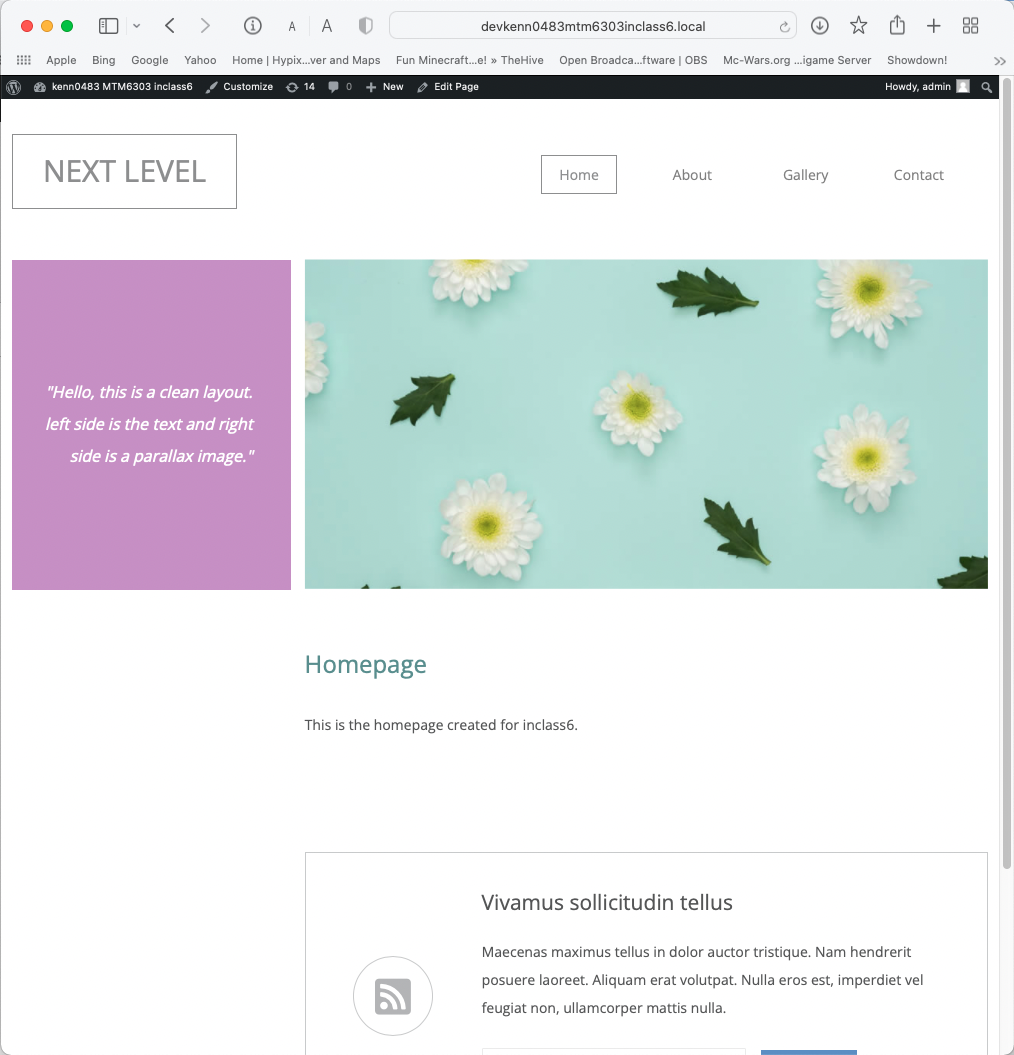 devkenn0483mtm6303inclass6.local
Apple Bing Google Yahoo Home | Hypix...ver and Maps Fun Minecraft...e! » TheHive Open Broadca...ftware | OBS Mc-Wars.org ...igame Server Showdown!
kenn0483 MTM6303 inclass6 Customize 14 0 New Edit Page Howdy, admin
NEXT LEVEL
Home About Gallery Contact
"Hello, this is a clean layout.
left side is the text and right
side is a parallax image."
Homepage
This is the homepage created for inclass6.
Vivamus sollicitudin tellus
Maecenas maximus tellus in dolor auctor tristique. Nam hendrerit
posuere laoreet. Aliquam erat volutpat. Nulla eros est, imperdiet vel
feugiat non, ullamcorper mattis nulla.